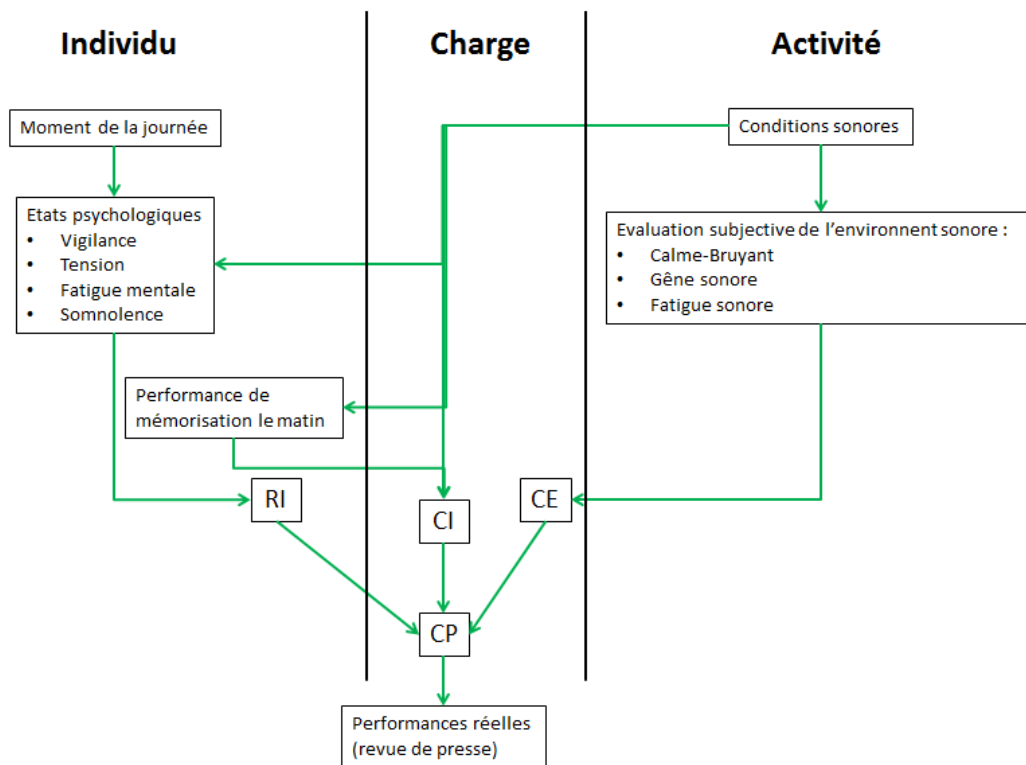 Individu
Charge
Activité
Moment de la journée
Conditions sonores
Etats psychologiques
• Vigilance
• Tension
• Fatigue mentale
• Somnolence
Evaluation subjective de l'environnent sonore :
• Calme-Bruyant
• Gêne sonore
• Fatigue sonore
Performance de
mémorisation le matin
RI
CI
CE
CP
Performances réelles
(revue de presse)